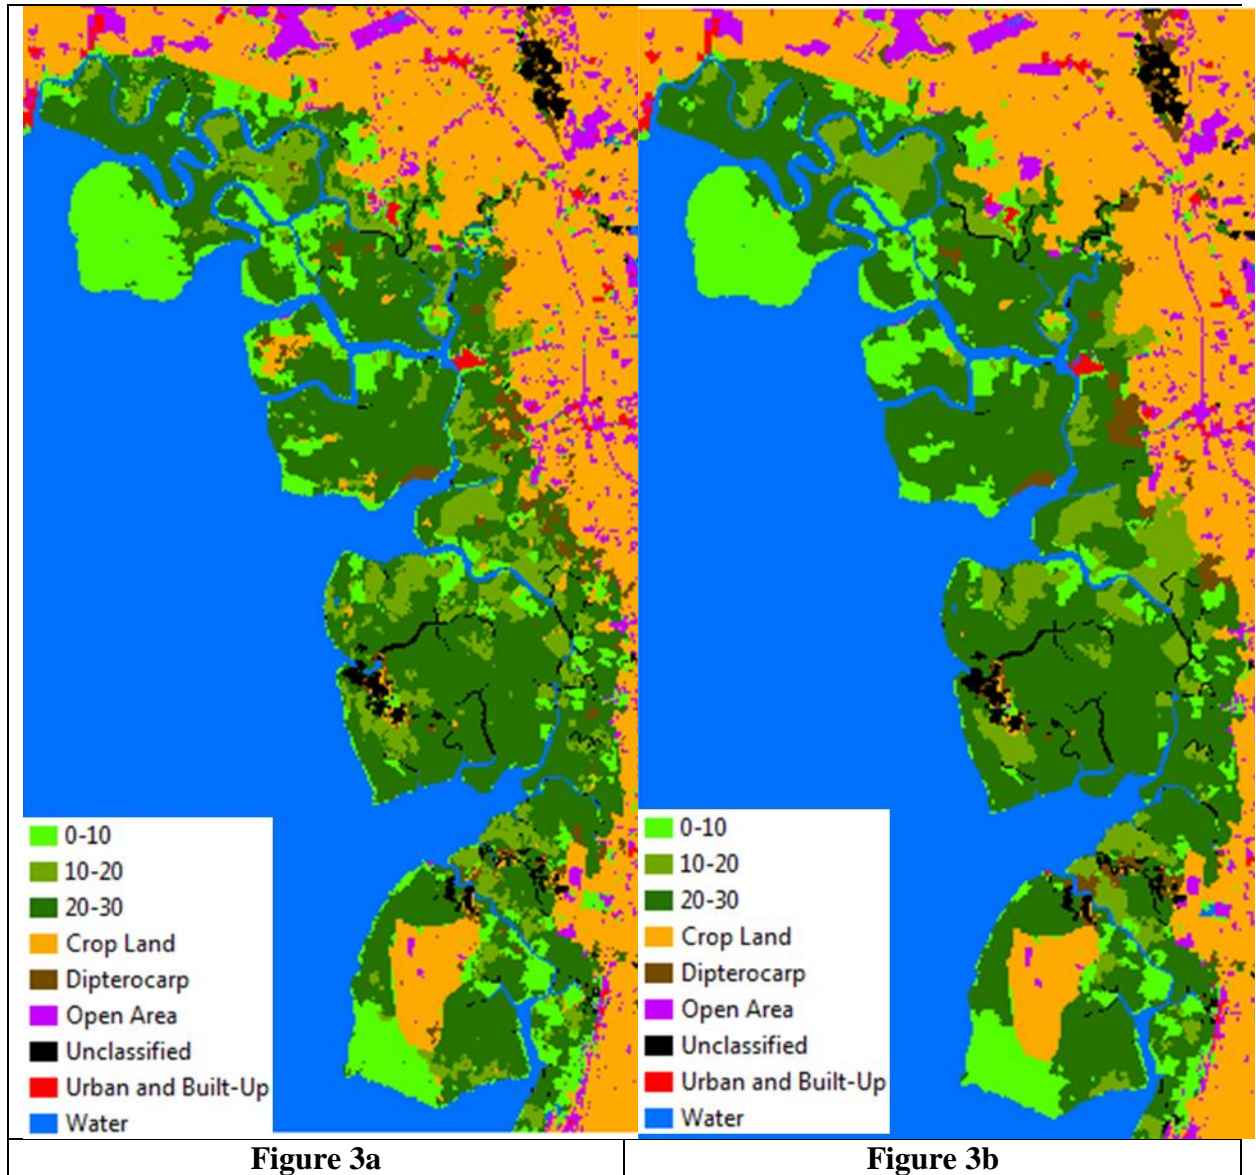 0-10
10-20
20-30
Crop Land
Dipterocarp
Open Area
Unclassified
Urban and Built-Up
Water
0-10
10-20
20-30
Crop Land
Dipterocarp
Open Area
Unclassified
Urban and Built-Up
Water
Figure 3a
Figure 3b